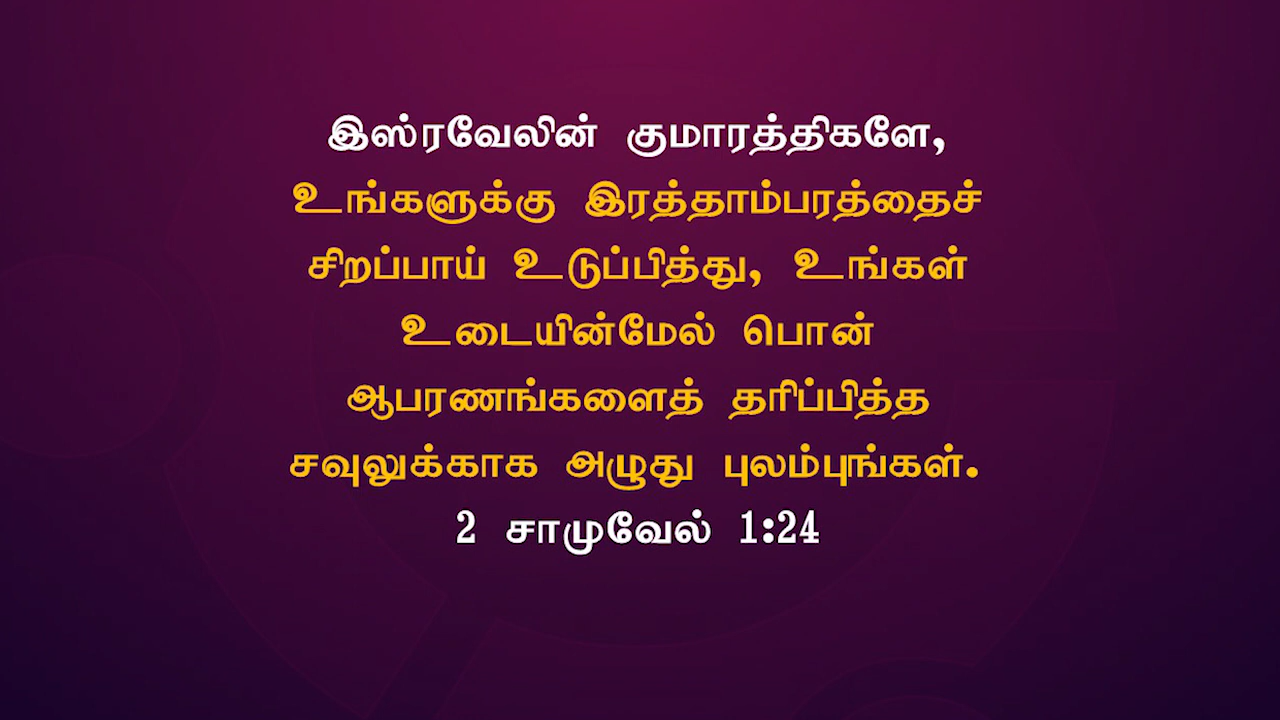 இஸ்ரவேலின் குமாரத்திகளே,
உங்களுக்கு இரத்தாம்பரத்தைச்
சிறப்பாய் உடுப்பித்து, உங்கள்
உடையின்மேல் பொன்
ஆபரணங்களைத் தரிப்பித்த
சவுலுக்காக அழுது புலம்புங்கள்.
2 சாமுவேல் 1:24